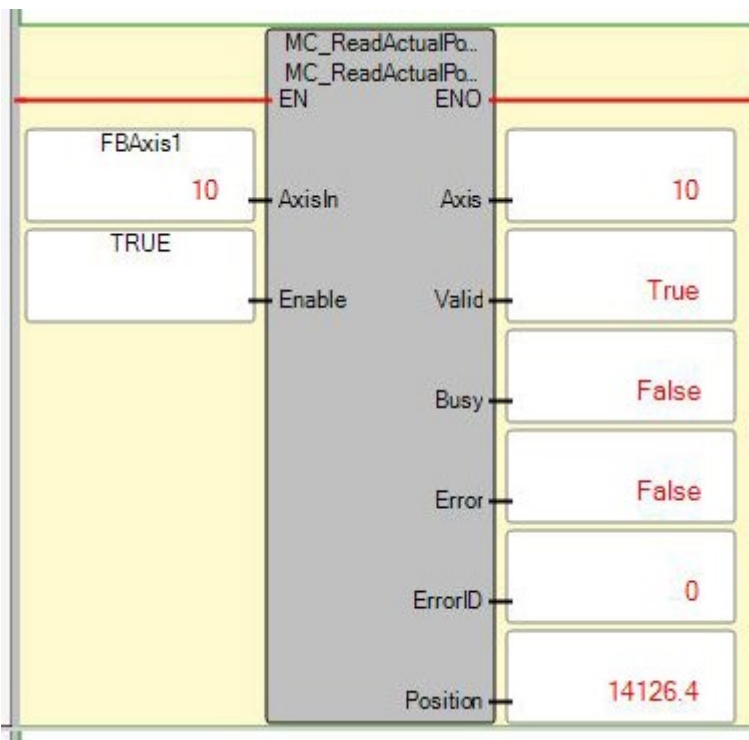 MC_ReadActualPo..
MC_ReadActualPo..
EN ENO
FBAxis1
10 AxisIn Axis 10
TRUE
Enable Valid True
Busy False
Error False
ErrorID 0
Position 14126.4